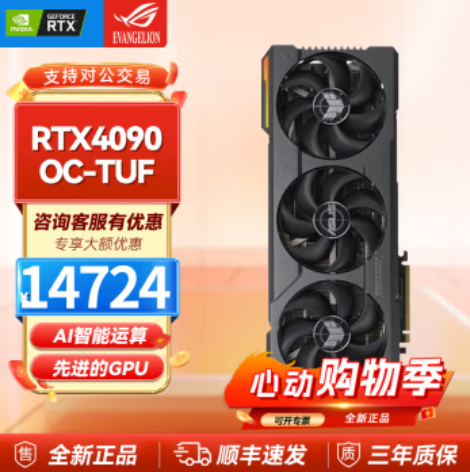 NVIDIA
GEFORCE
RTX
EVANGELION
支持对公交易
RTX4090
OC-TUF
咨询客服有优惠
专享大额优惠
¥14724
AI智能运算
先进的GPU
心动购物季
可开专票
全新正品
售 全新正品
顺丰速发
质 三年质保